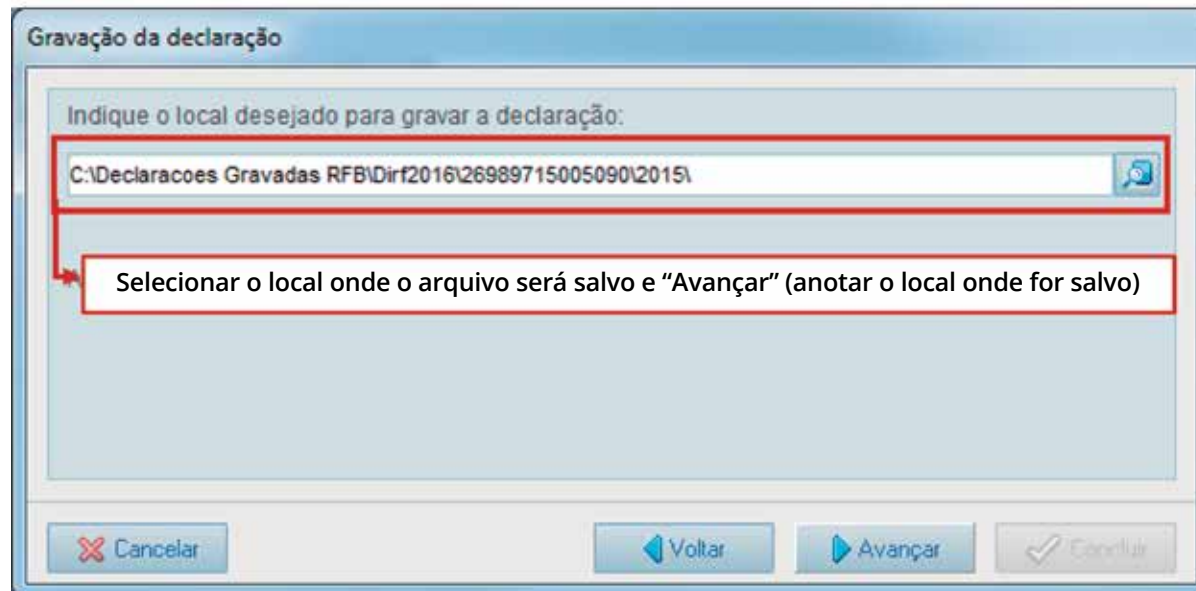 Gravação da declaração
Indique o local desejado para gravar a declaração:
C:\Declaracoes Gravadas RFB\Dirf2016\26989715005090\2015\
Selecionar o local onde o arquivo será salvo e “Avançar” (anotar o local onde for salvo)
Cancelar
Voltar
Avançar
Concluir